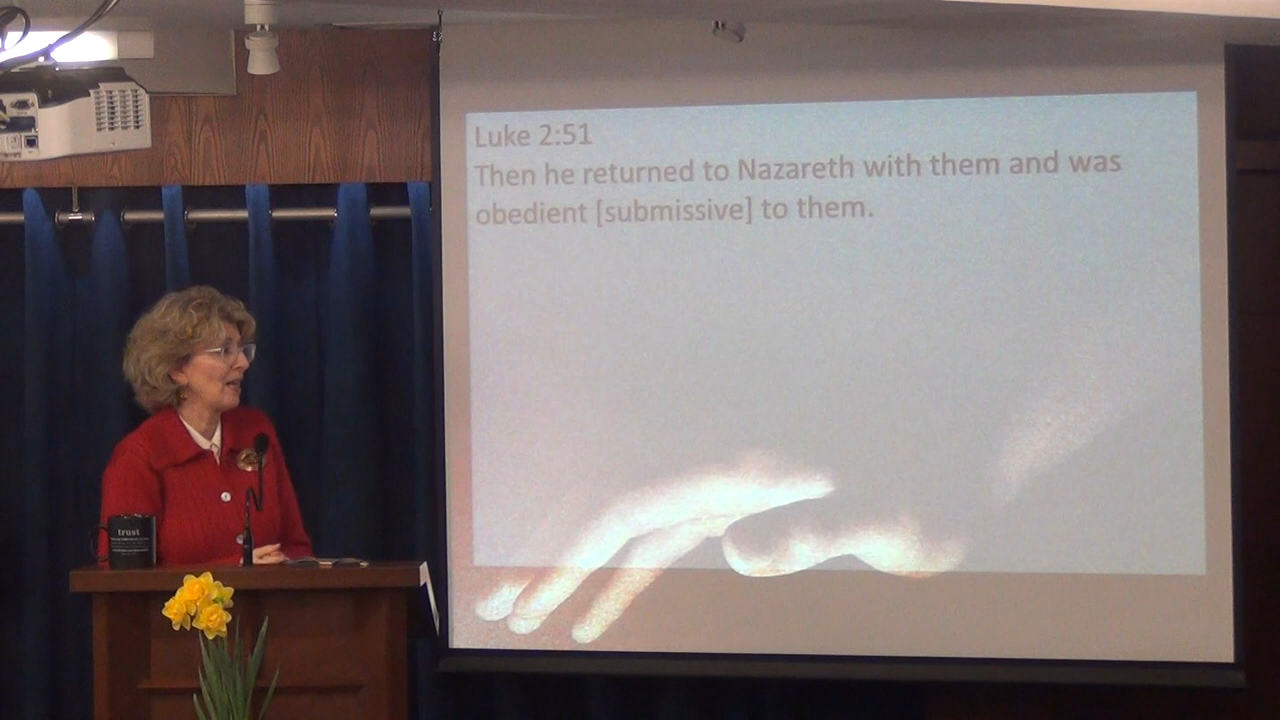 Luke 2:51
Then he returned to Nazareth with them and was
obedient [submissive] to them.
trust